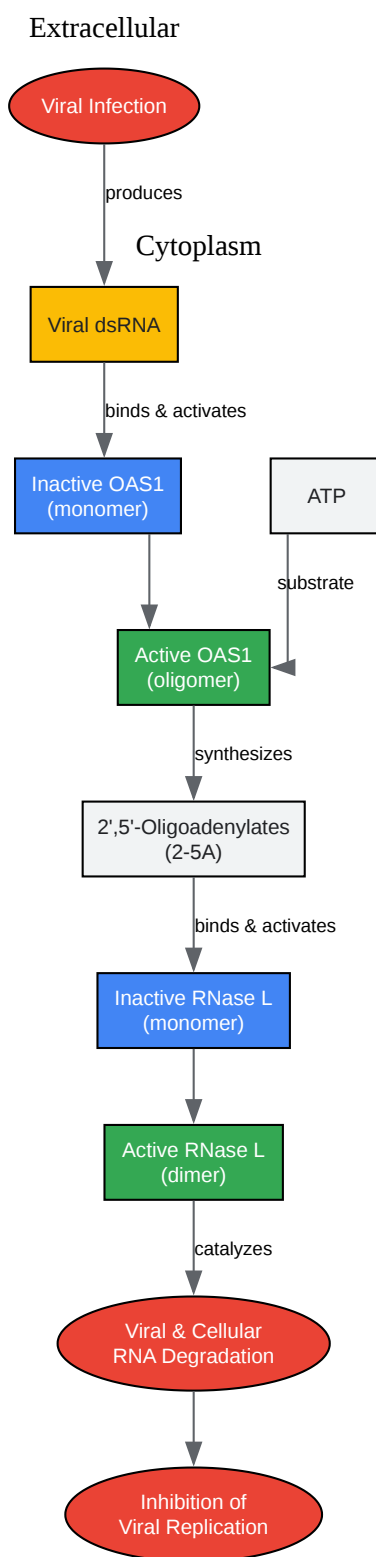 Extracellular
Viral Infection
produces
Cytoplasm
Viral dsRNA
binds & activates
Inactive OAS1
(monomer)
ATP
substrate
Active OAS1
(oligomer)
synthesizes
2',5'-Oligoadenylates
(2-5A)
binds & activates
Inactive RNase L
(monomer)
Active RNase L
(dimer)
catalyzes
Viral & Cellular
RNA Degradation
Inhibition of
Viral Replication